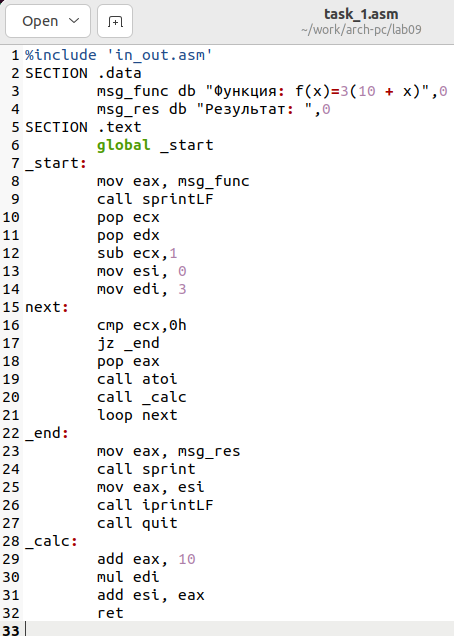 Open
task_1.asm
~/work/arch-pc/lab09
1 %include 'in_out.asm'
2 SECTION .data
3         msg_func db "Функция: f(x)=3(10 + x)",0
4         msg_res db "Результат: ",0
5 SECTION .text
6         global _start
7 _start:
8         mov eax, msg_func
9         call sprintLF
10         pop ecx
11         pop edx
12         sub ecx,1
13         mov esi, 0
14         mov edi, 3
15 next:
16         cmp ecx,0h
17         jz _end
18         pop eax
19         call atoi
20         call _calc
21         loop next
22 _end:
23         mov eax, msg_res
24         call sprint
25         mov eax, esi
26         call iprintLF
27         call quit
28 _calc:
29         add eax, 10
30         mul edi
31         add esi, eax
32         ret
33